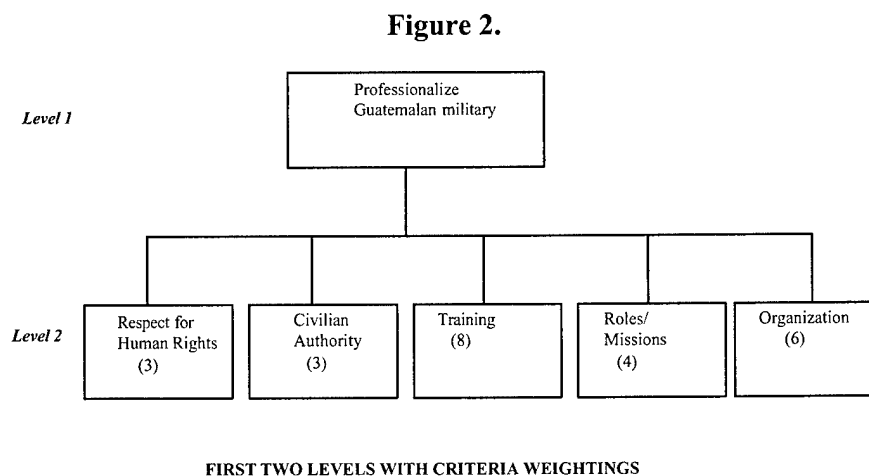 Figure 2.
Level 1
Professionalize
Guatemalan military
Level 2
Respect for
Human Rights
(3)
Civilian
Authority
(3)
Training
(8)
Roles/
Missions
(4)
Organization
(6)
FIRST TWO LEVELS WITH CRITERIA WEIGHTINGS